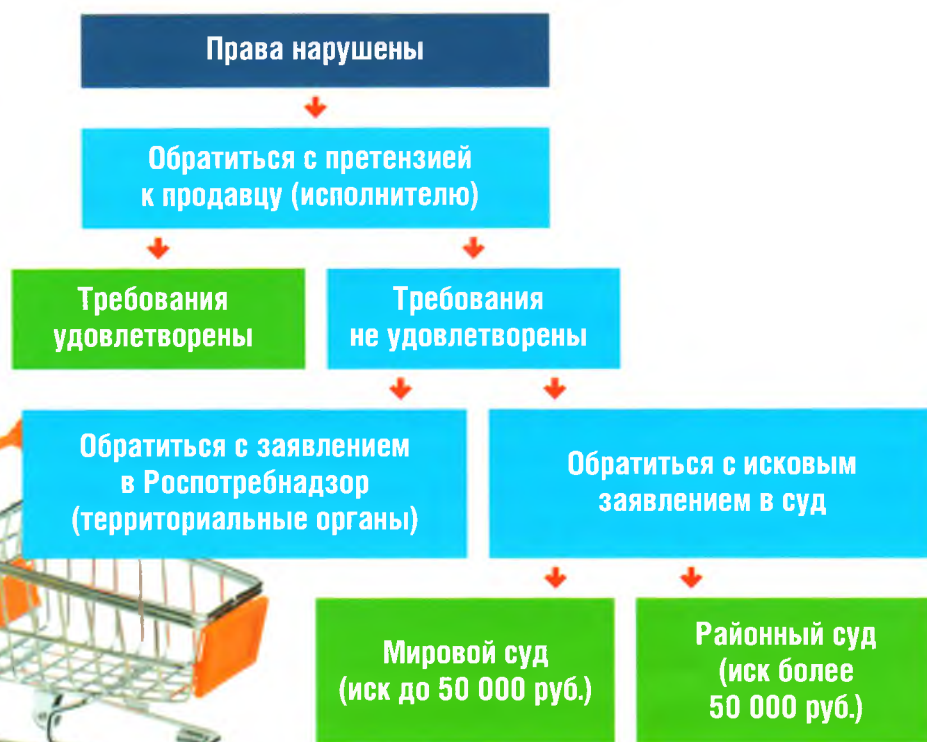 Права нарушены
Обратиться с претензией
к продавцу (исполнителю)
Требования
удовлетворены
Требования
не удовлетворены
Обратиться с заявлением
в Роспотребнадзор
(территориальные органы)
Обратиться с исковым
заявлением в суд
Мировой суд
(иск до 50 000 руб.)
Районный суд
(иск более
50 000 руб.)